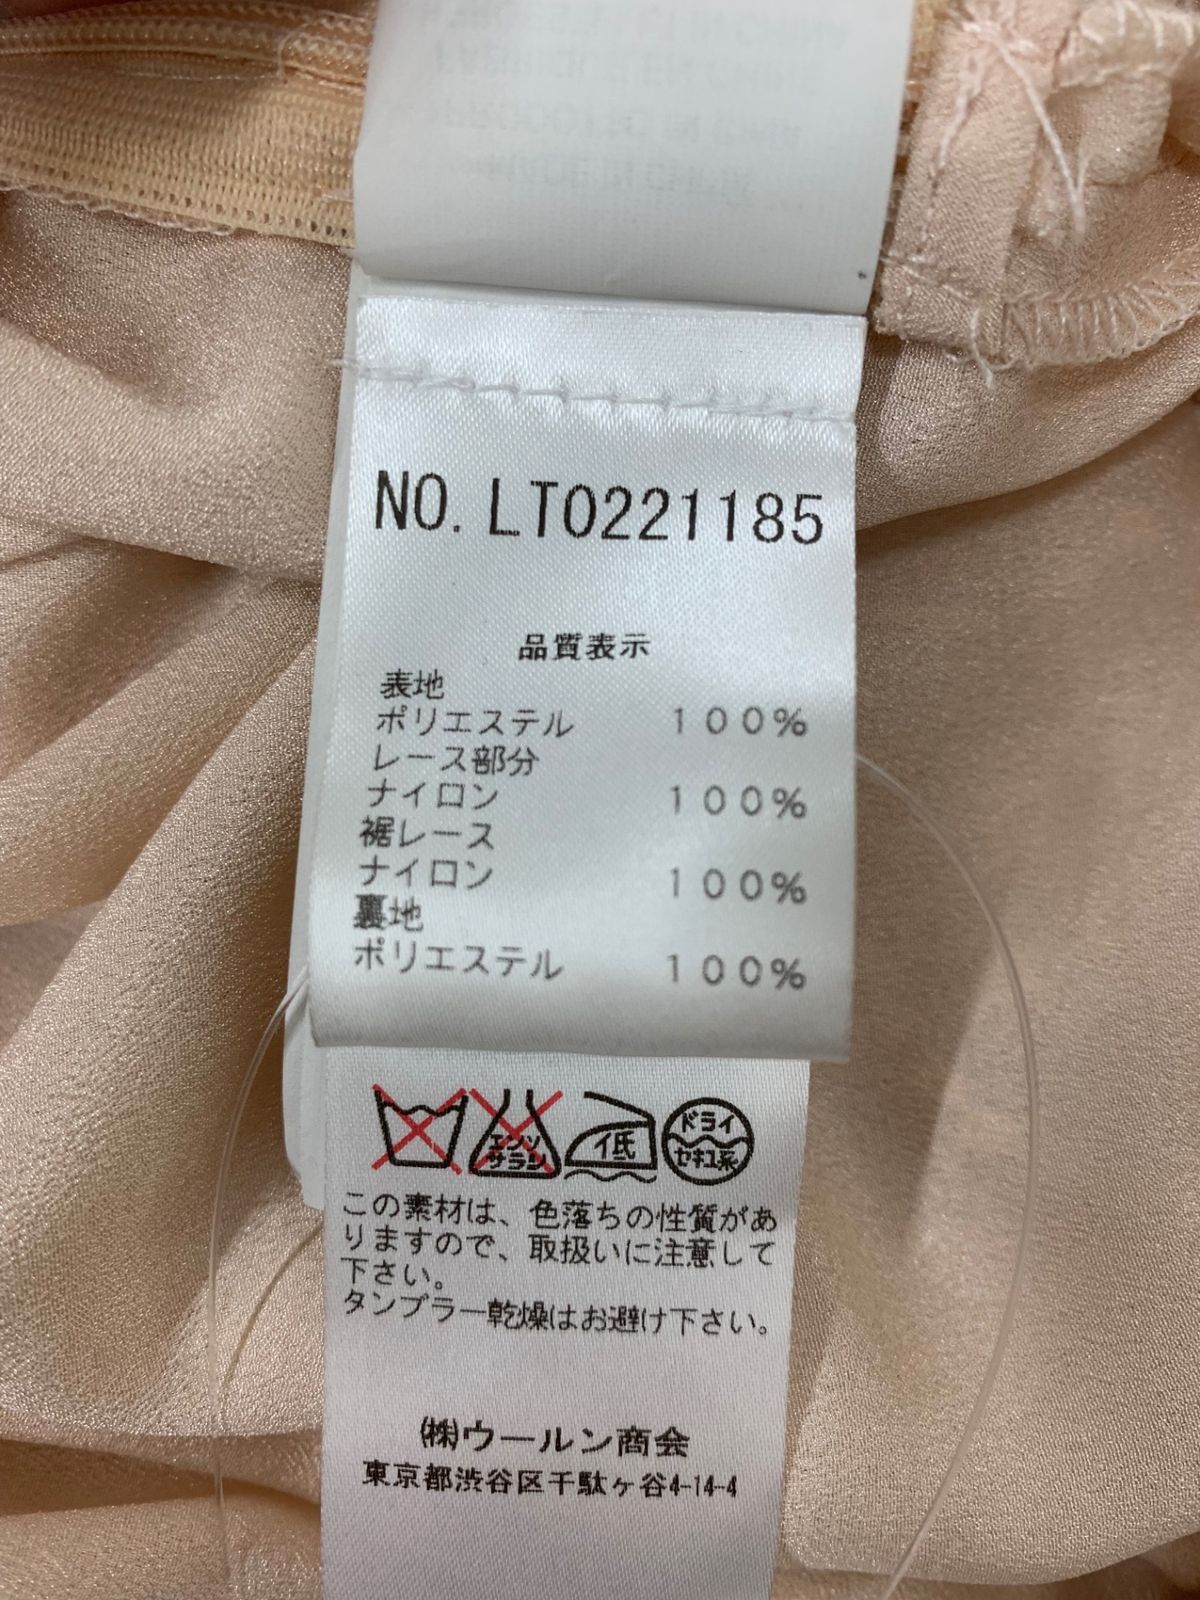 NO. LT0221185
品質表示
表地
ポリエステル 100%
レース部分
ナイロン 100%
裾レース
ナイロン 100%
裏地
ポリエステル 100%
エンソ サラシ
低
ドライ
セキユ系
この素材は、色落ちの性質があ
りますので、取扱いに注意して
下さい。
タンブラー乾燥はお避け下さい。
㈱ウールン商会
東京都渋谷区千駄ヶ谷4-14-4